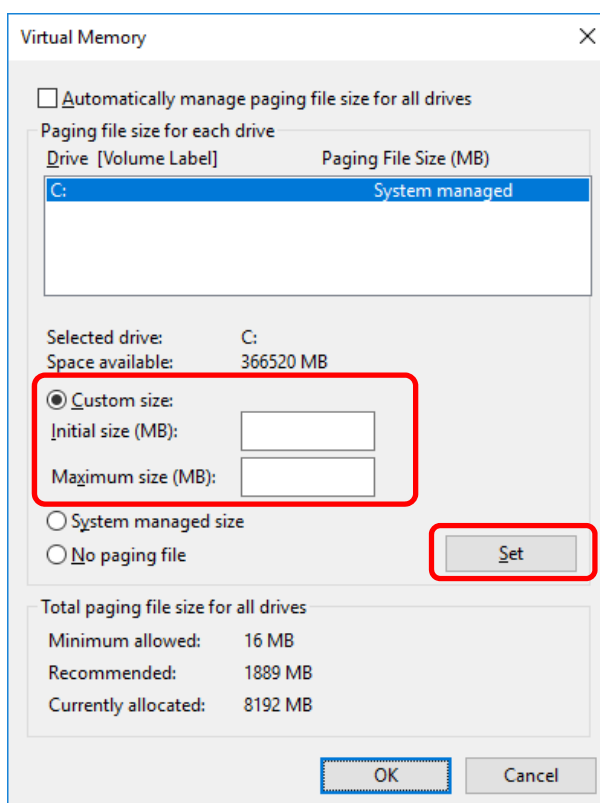 Virtual Memory
Automatically manage paging file size for all drives
Paging file size for each drive
Drive [Volume Label] Paging File Size (MB)
C: System managed
Selected drive: C:
Space available: 366520 MB
Custom size:
Initial size (MB):
Maximum size (MB):
System managed size
No paging file
Set
Total paging file size for all drives
Minimum allowed: 16 MB
Recommended: 1889 MB
Currently allocated: 8192 MB
OK Cancel